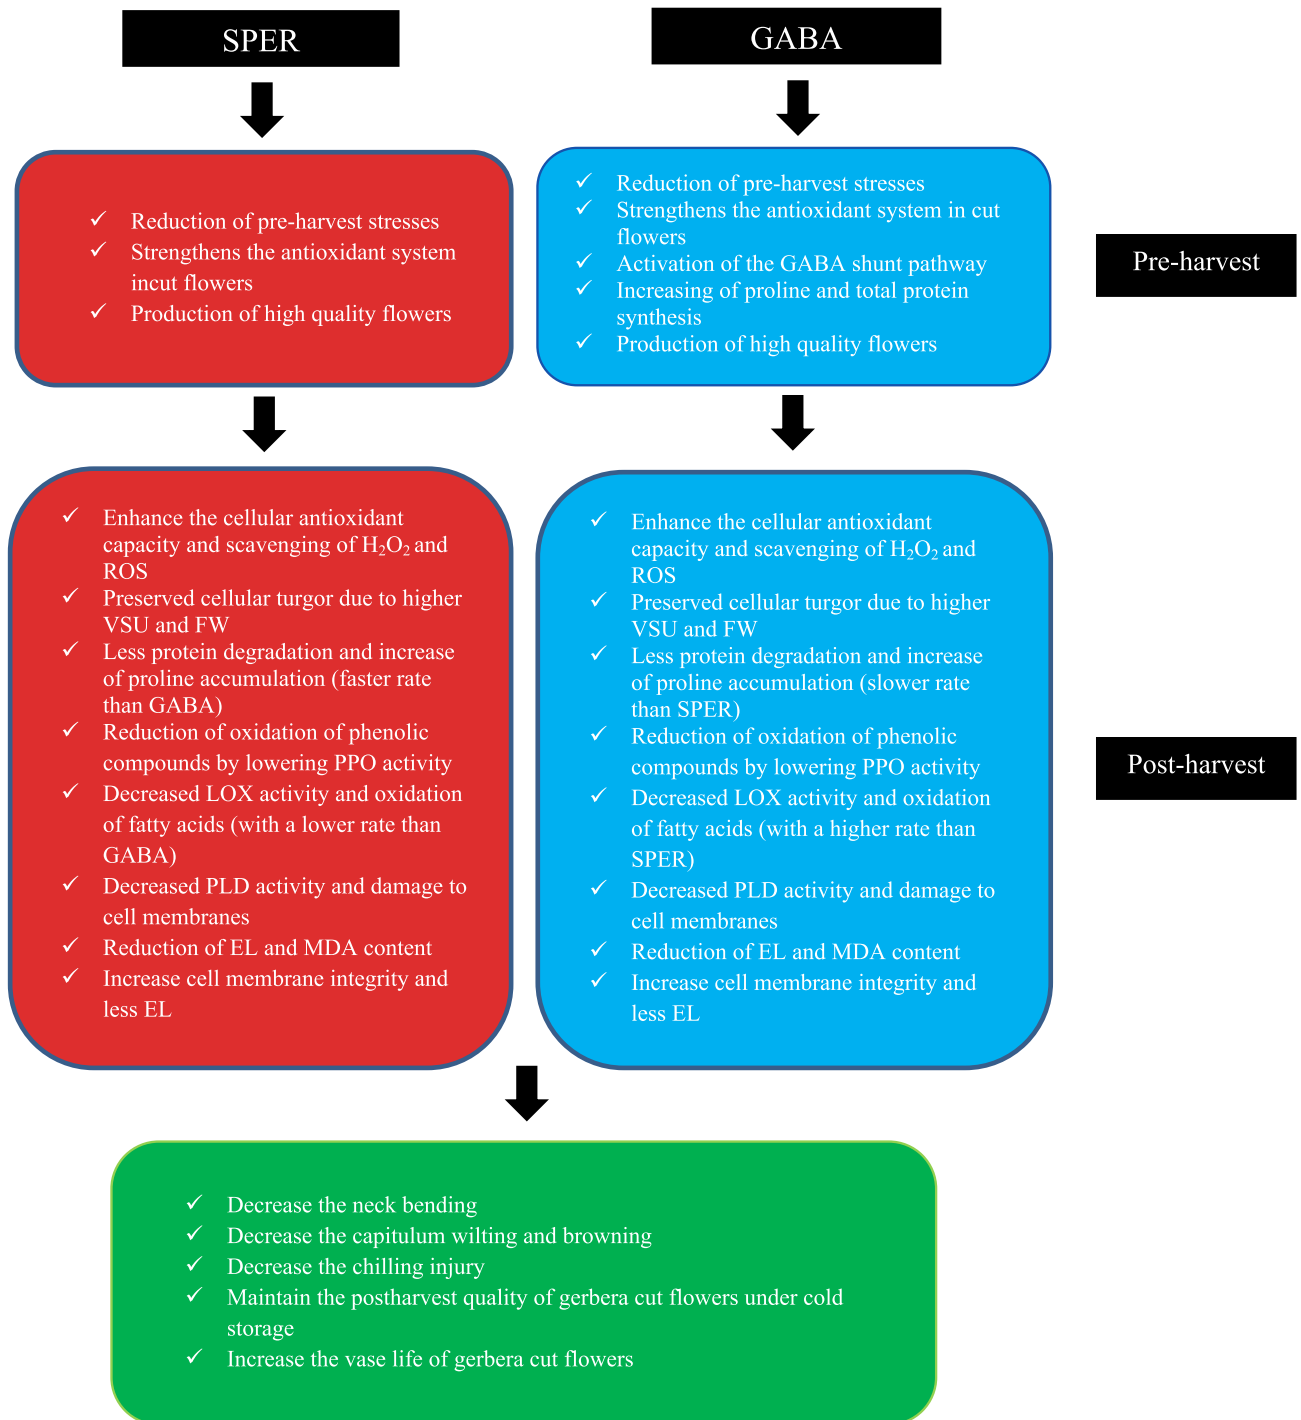 SPER
GABA
✓ Reduction of pre-harvest stresses
✓ Strengthens the antioxidant system
incut flowers
✓ Production of high quality flowers
✓ Reduction of pre-harvest stresses
✓ Strengthens the antioxidant system in cut
flowers
✓ Activation of the GABA shunt pathway
✓ Increasing of proline and total protein
synthesis
✓ Production of high quality flowers
Pre-harvest
✓ Enhance the cellular antioxidant
capacity and scavenging of H₂O₂ and
ROS
✓ Preserved cellular turgor due to higher
VSU and FW
✓ Less protein degradation and increase
of proline accumulation (faster rate
than GABA)
✓ Reduction of oxidation of phenolic
compounds by lowering PPO activity
✓ Decreased LOX activity and oxidation
of fatty acids (with a lower rate than
GABA)
✓ Decreased PLD activity and damage to
cell membranes
✓ Reduction of EL and MDA content
✓ Increase cell membrane integrity and
less EL
✓ Enhance the cellular antioxidant
capacity and scavenging of H₂O₂ and
ROS
✓ Preserved cellular turgor due to higher
VSU and FW
✓ Less protein degradation and increase
of proline accumulation (slower rate
than SPER)
✓ Reduction of oxidation of phenolic
compounds by lowering PPO activity
✓ Decreased LOX activity and oxidation
of fatty acids (with a higher rate than
SPER)
✓ Decreased PLD activity and damage to
cell membranes
✓ Reduction of EL and MDA content
✓ Increase cell membrane integrity and
less EL
Post-harvest
✓ Decrease the neck bending
✓ Decrease the capitulum wilting and browning
✓ Decrease the chilling injury
✓ Maintain the postharvest quality of gerbera cut flowers under cold
storage
✓ Increase the vase life of gerbera cut flowers